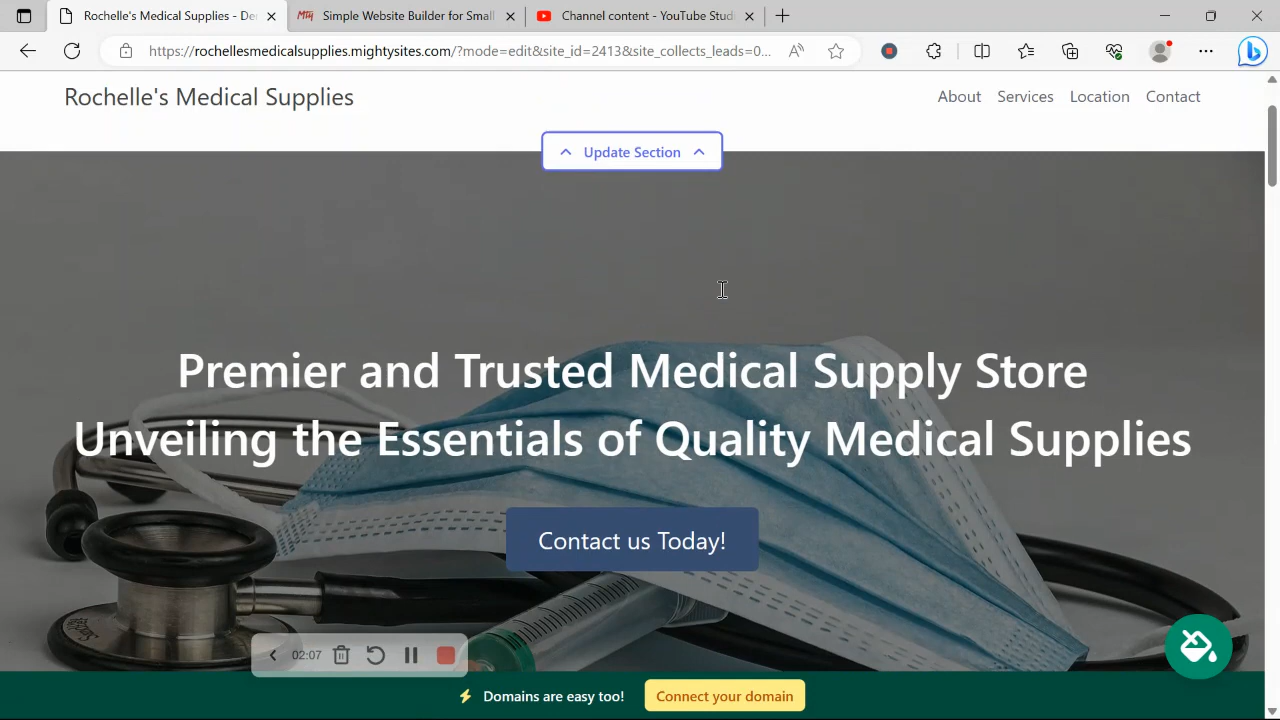 Rochelle's Medical Supplies - De
Simple Website Builder for Small
Channel content - YouTube Studi
https://rochellesmedicalsupplies.mightysites.com/?mode=edit&site_id=2413&site_collects_leads=0...
Rochelle's Medical Supplies
About Services Location Contact
Update Section
Premier and Trusted Medical Supply Store
Unveiling the Essentials of Quality Medical Supplies
Contact us Today!
02:07
Domains are easy too! Connect your domain